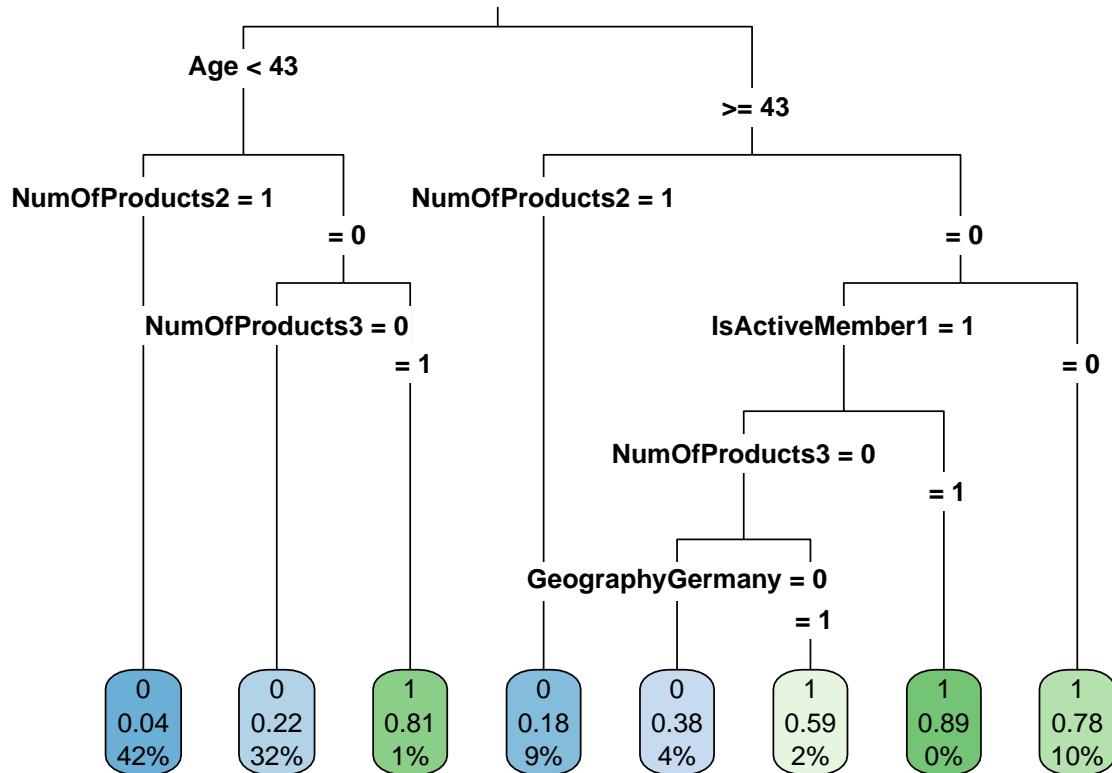 Age < 43
>= 43
NumOfProducts2 = 1
NumOfProducts2 = 1
= 0
= 0
NumOfProducts3 = 0
IsActiveMember1 = 1
= 1
= 0
NumOfProducts3 = 0
= 1
GeographyGermany = 0
= 1
0 0 1 0 0 1 1 1
0.04 0.22 0.81 0.18 0.38 0.59 0.89 0.78
42% 32% 1% 9% 4% 2% 0% 10%